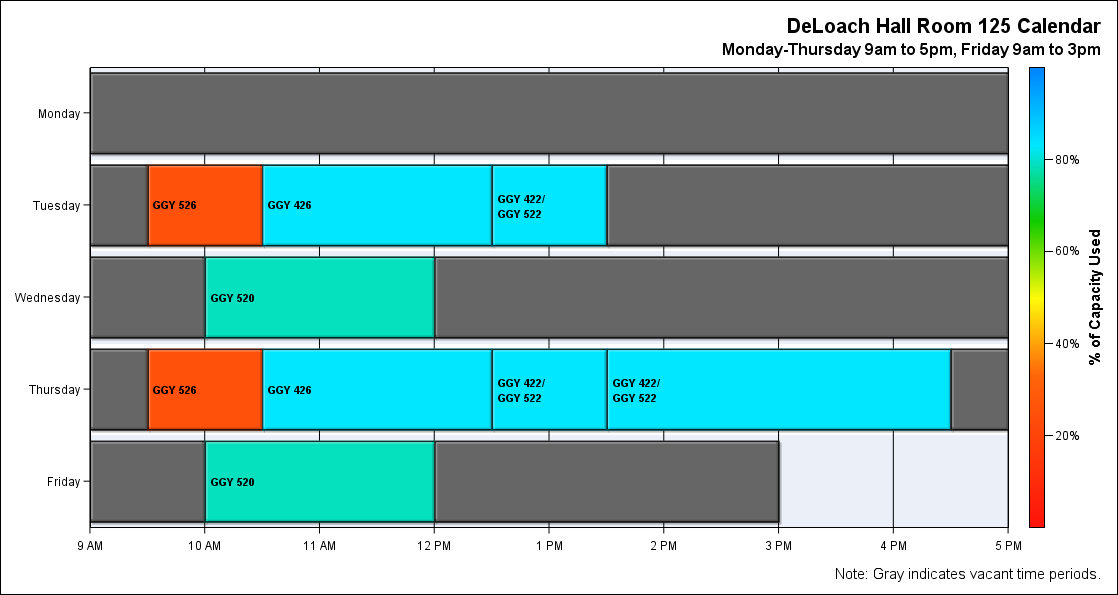 DeLoach Hall Room 125 Calendar
Monday-Thursday 9am to 5pm, Friday 9am to 3pm
Monday
Tuesday
GGY 526
GGY 426
GGY 422/
GGY 522
Wednesday
GGY 520
Thursday
GGY 526
GGY 426
GGY 422/
GGY 522
GGY 422/
GGY 522
Friday
GGY 520
9 AM
10 AM
11 AM
12 PM
1 PM
2 PM
3 PM
4 PM
5 PM
80%
60%
40%
20%
% of Capacity Used
Note: Gray indicates vacant time periods.